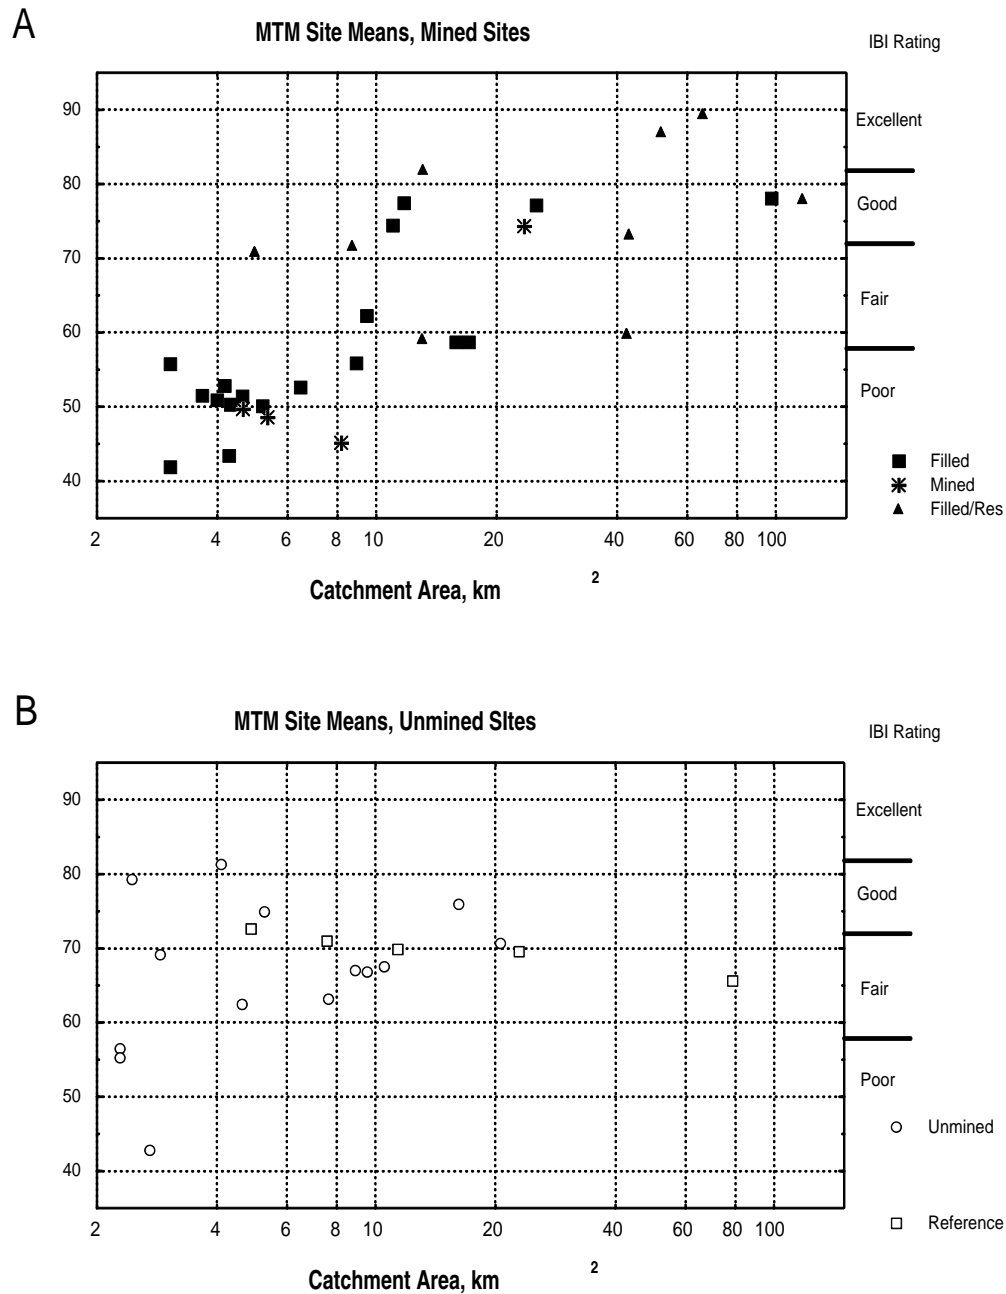 A
MTM Site Means, Mined Sites
IBI Rating
90
80
70
60
50
40
Excellent
Good
Fair
Poor
Filled
Mined
Filled/Res
2 4 6 8 10 20 40 60 80 100
Catchment Area, km 2
B
MTM Site Means, Unmined SItes
IBI Rating
90
80
70
60
50
40
Excellent
Good
Fair
Poor
Unmined
Reference
2 4 6 8 10 20 40 60 80 100
Catchment Area, km 2